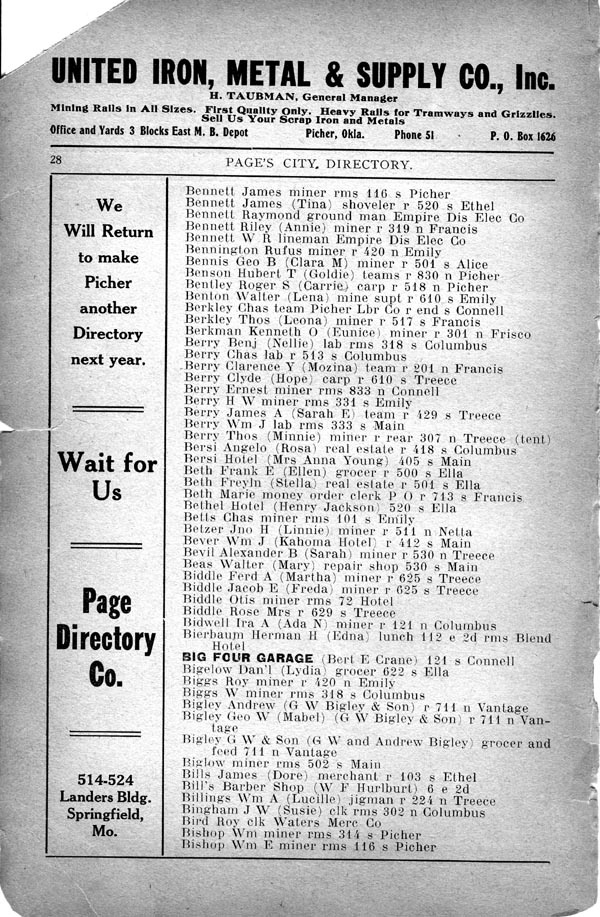 UNITED IRON, METAL & SUPPLY CO., Inc.
H. TAUBMAN, General Manager
Mining Rails in All Sizes. First Quality Only. Heavy Rails for Tramways and Grizzlies.
Sell Us Your Scrap Iron and Metals
Office and Yards 3 Blocks East M. B. Depot Picher, Okla. Phone 51 P. O. Box 1626
28 PAGE'S CITY DIRECTORY.
We
Will Return
to make
Picher
another
Directory
next year.
Wait for
Us
Page
Directory
Co.
514-524
Landers Bldg.
Springfield,
Mo.
Bennett James miner rms 116 s Picher
Bennett James (Tina) shoveler r 520 s Ethel
Bennett Raymond ground man Empire Dis Elec Co
Bennett Riley (Annie) miner r 319 n Francis
Bennett W R lineman Empire Dis Elec Co
Bennington Rufus miner r 420 n Emily
Bennis Geo B (Clara M) miner r 501 s Alice
Benson Hubert T (Goldie) teams r 830 n Picher
Bentley Roger S (Carrie) carp r 518 n Picher
Benton Walter (Lena) mine supt r 610 s Emily
Berkley Chas team Picher Lbr Co r end s Connell
Berkley Thos (Leona) miner r 517 s Francis
Berkman Kenneth O (Eunice) miner r 301 n Frisco
Berry Benj (Nellie) lab rms 318 s Columbus
Berry Chas lab r 513 s Columbus
Berry Clarence Y (Mozina) team r 201 n Francis
Berry Clyde (Hope) carp r 610 s Treece
Berry Ernest miner rms 833 n Connell
Berry H W miner rms 331 s Emily
Berry James A (Sarah E) team r 429 s Treece
Berry Wm J lab rms 333 s Main
Berry Thos (Minnie) miner r rear 307 n Treece (tent)
Bersi Angelo (Rosa) real estate r 418 s Columbus
Bersi Hotel (Mrs Anna Young) 405 s Main
Beth Frank E (Ellen) grocer r 500 s Ella
Beth Freyln (Stella) real estate r 501 s Ella
Beth Marie money order clerk P O r 713 s Francis
Bethel Hotel (Henry Jackson) 520 s Ella
Betts Chas miner rms 101 s Emily
Betzer Jno H (Linnie) miner r 511 n Netta
Bever Wm J (Kahoma Hotel) r 412 s Main
Bevil Alexander B (Sarah) miner r 530 n Treece
Beas Walter (Mary) repair shop 530 s Main
Biddle Ferd A (Martha) miner r 625 s Treece
Biddle Jacob E (Freda) miner r 625 s Treece
Biddle Otis miner rms 72 Hotel
Biddle Rose Mrs r 629 s Treece
Bidwell Ira A (Ada N) miner r 121 n Columbus
Bierbaum Herman H (Edna) lunch 112 e 2d rms Blend
Hotel
BIG FOUR GARAGE (Bert E Crane) 121 s Connell
Bigelow Dan'l (Lydia) grocer 622 s Ella
Biggs Roy miner r 420 n Emily
Biggs W miner rms 318 s Columbus
Bigley Andrew (G W Bigley & Son) r 711 n Vantage
Bigley Geo W (Mabel) (G W Bigley & Son) r 711 n Van-
tage
Bigley G W & Son (G W and Andrew Bigley) grocer and
feed 711 n Vantage
Biglow miner rms 502 s Main
Bills James (Dore) merchant r 103 s Ethel
Bill's Barber Shop (W F Hurlburt) 6 e 2d
Billings Wm A (Lucille) jigman r 224 n Treece
Bingham J W (Susie) clk rms 302 n Columbus
Bird Roy clk Waters Merc Co
Bishop Wm miner rms 314 s Picher
Bishop Wm E miner rms 116 s Picher